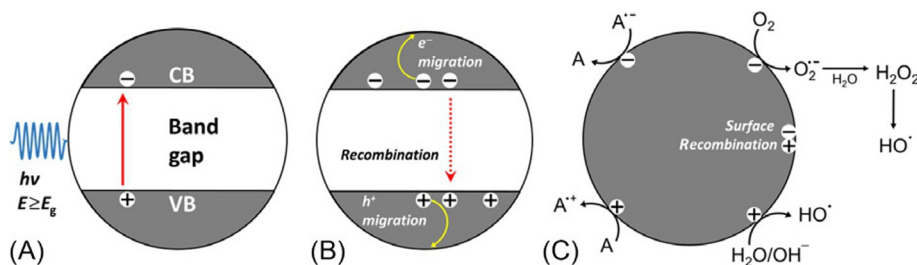 CB
−
Band
gap
hν
E≥Eg
+
VB
(A)
e−
migration
− − −
Recombination
+ + +
h+
migration
(B)
A•−
A
−
O2
−
O2•−
H2O
H2O2
HO•
Surface
Recombination
−
+
A•+
A
+
+
HO•
H2O/OH−
(C)